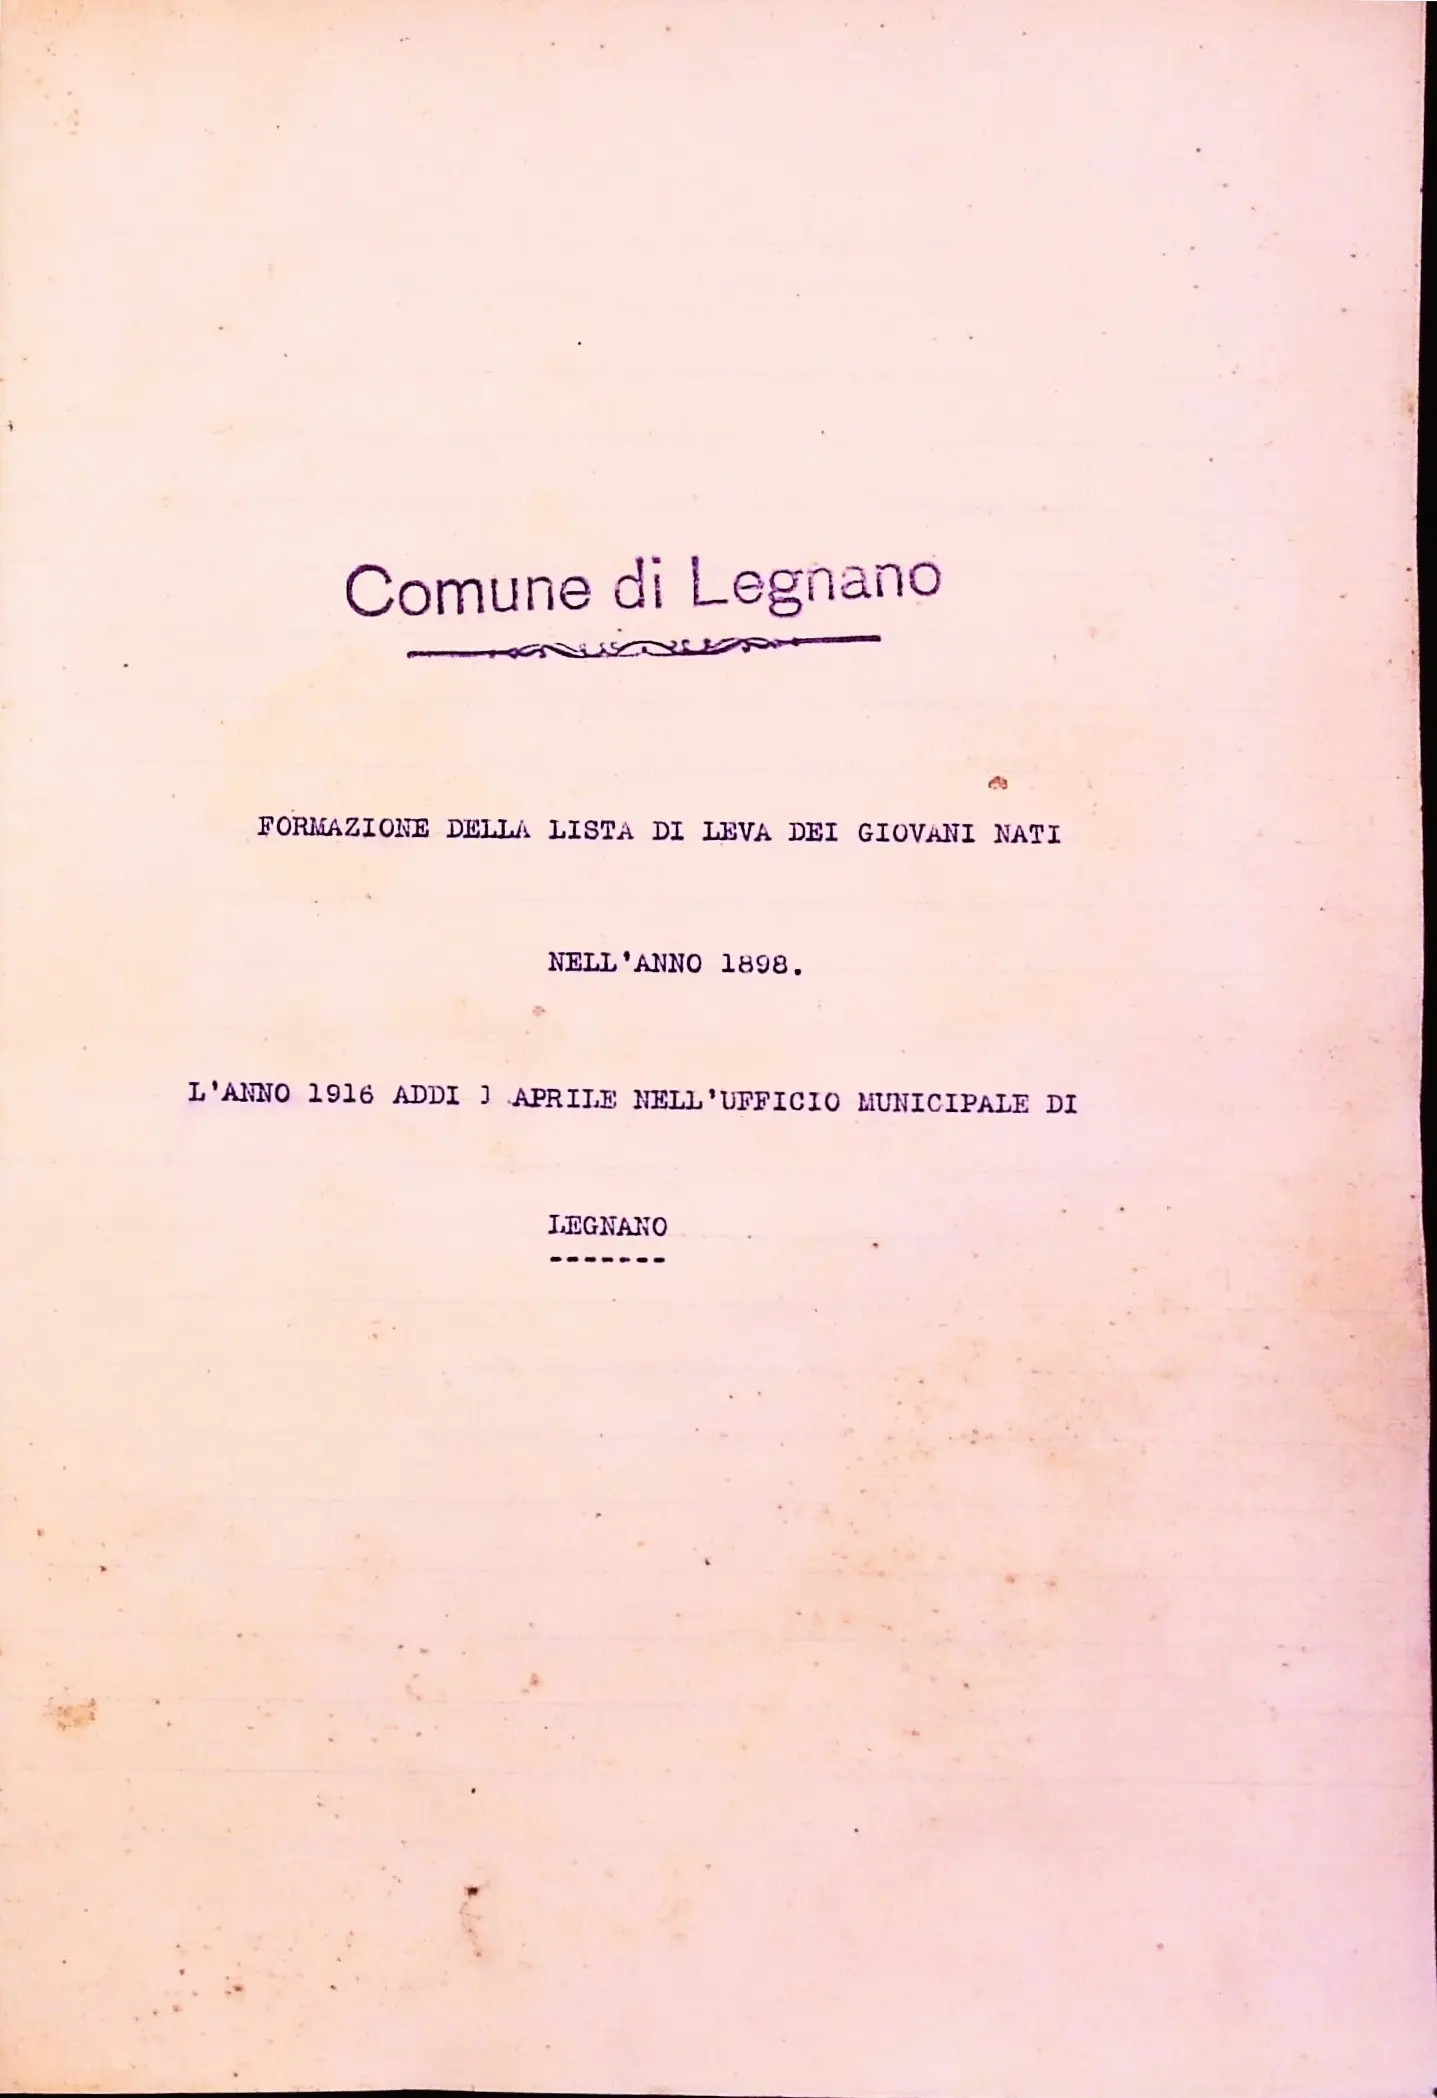 Comune di Legnano
FORMAZIONE DELLA LISTA DI LEVA DEI GIOVANI NATI
NELL'ANNO 1898.
L'ANNO 1916 ADDI 1 APRILE NELL'UFFICIO MUNICIPALE DI
LEGNANO
-------